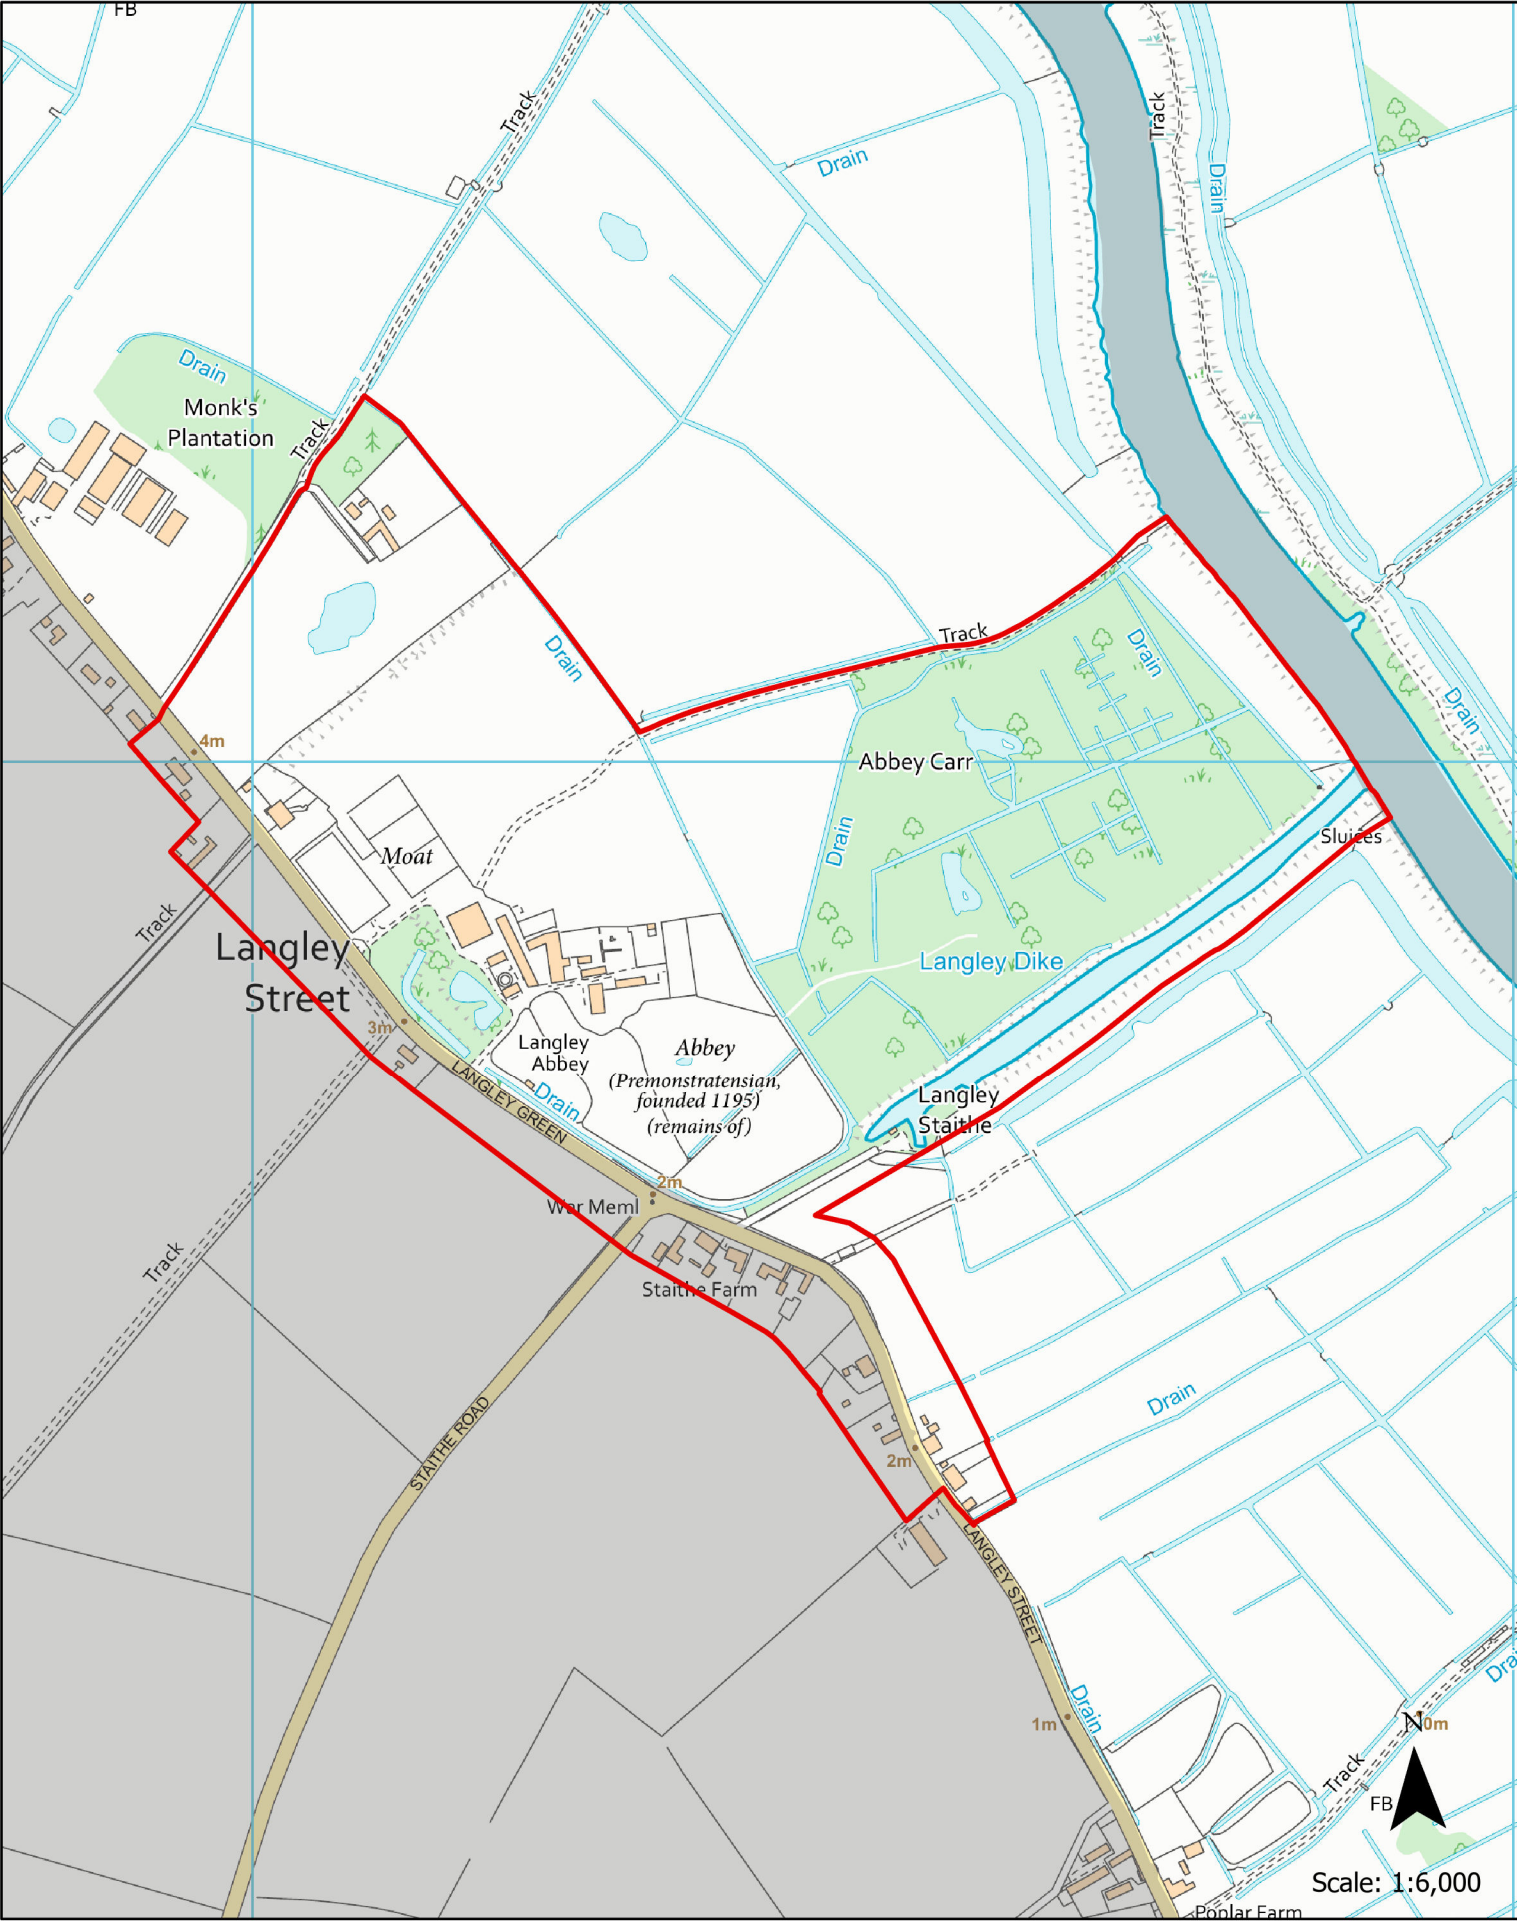 FB
Track
Track
Drain
Drain
Drain
Monk's
Plantation
Track
Track
Drain
Drain
Drain
4m
Abbey Carr
Drain
Sluices
Moat
Track
Langley
Street
Langley Dike
3m
Langley
Abbey
Abbey
(Premonstratensian,
founded 1195)
(remains of)
LANGLEY GREEN
Drain
Langley
Staithe
2m
War Meml
Staithe Farm
Track
Drain
STAITHE ROAD
2m
LANGLEY STREET
Drain
1m
N
0m
Track
FB
Scale: 1:6,000
Poplar Farm